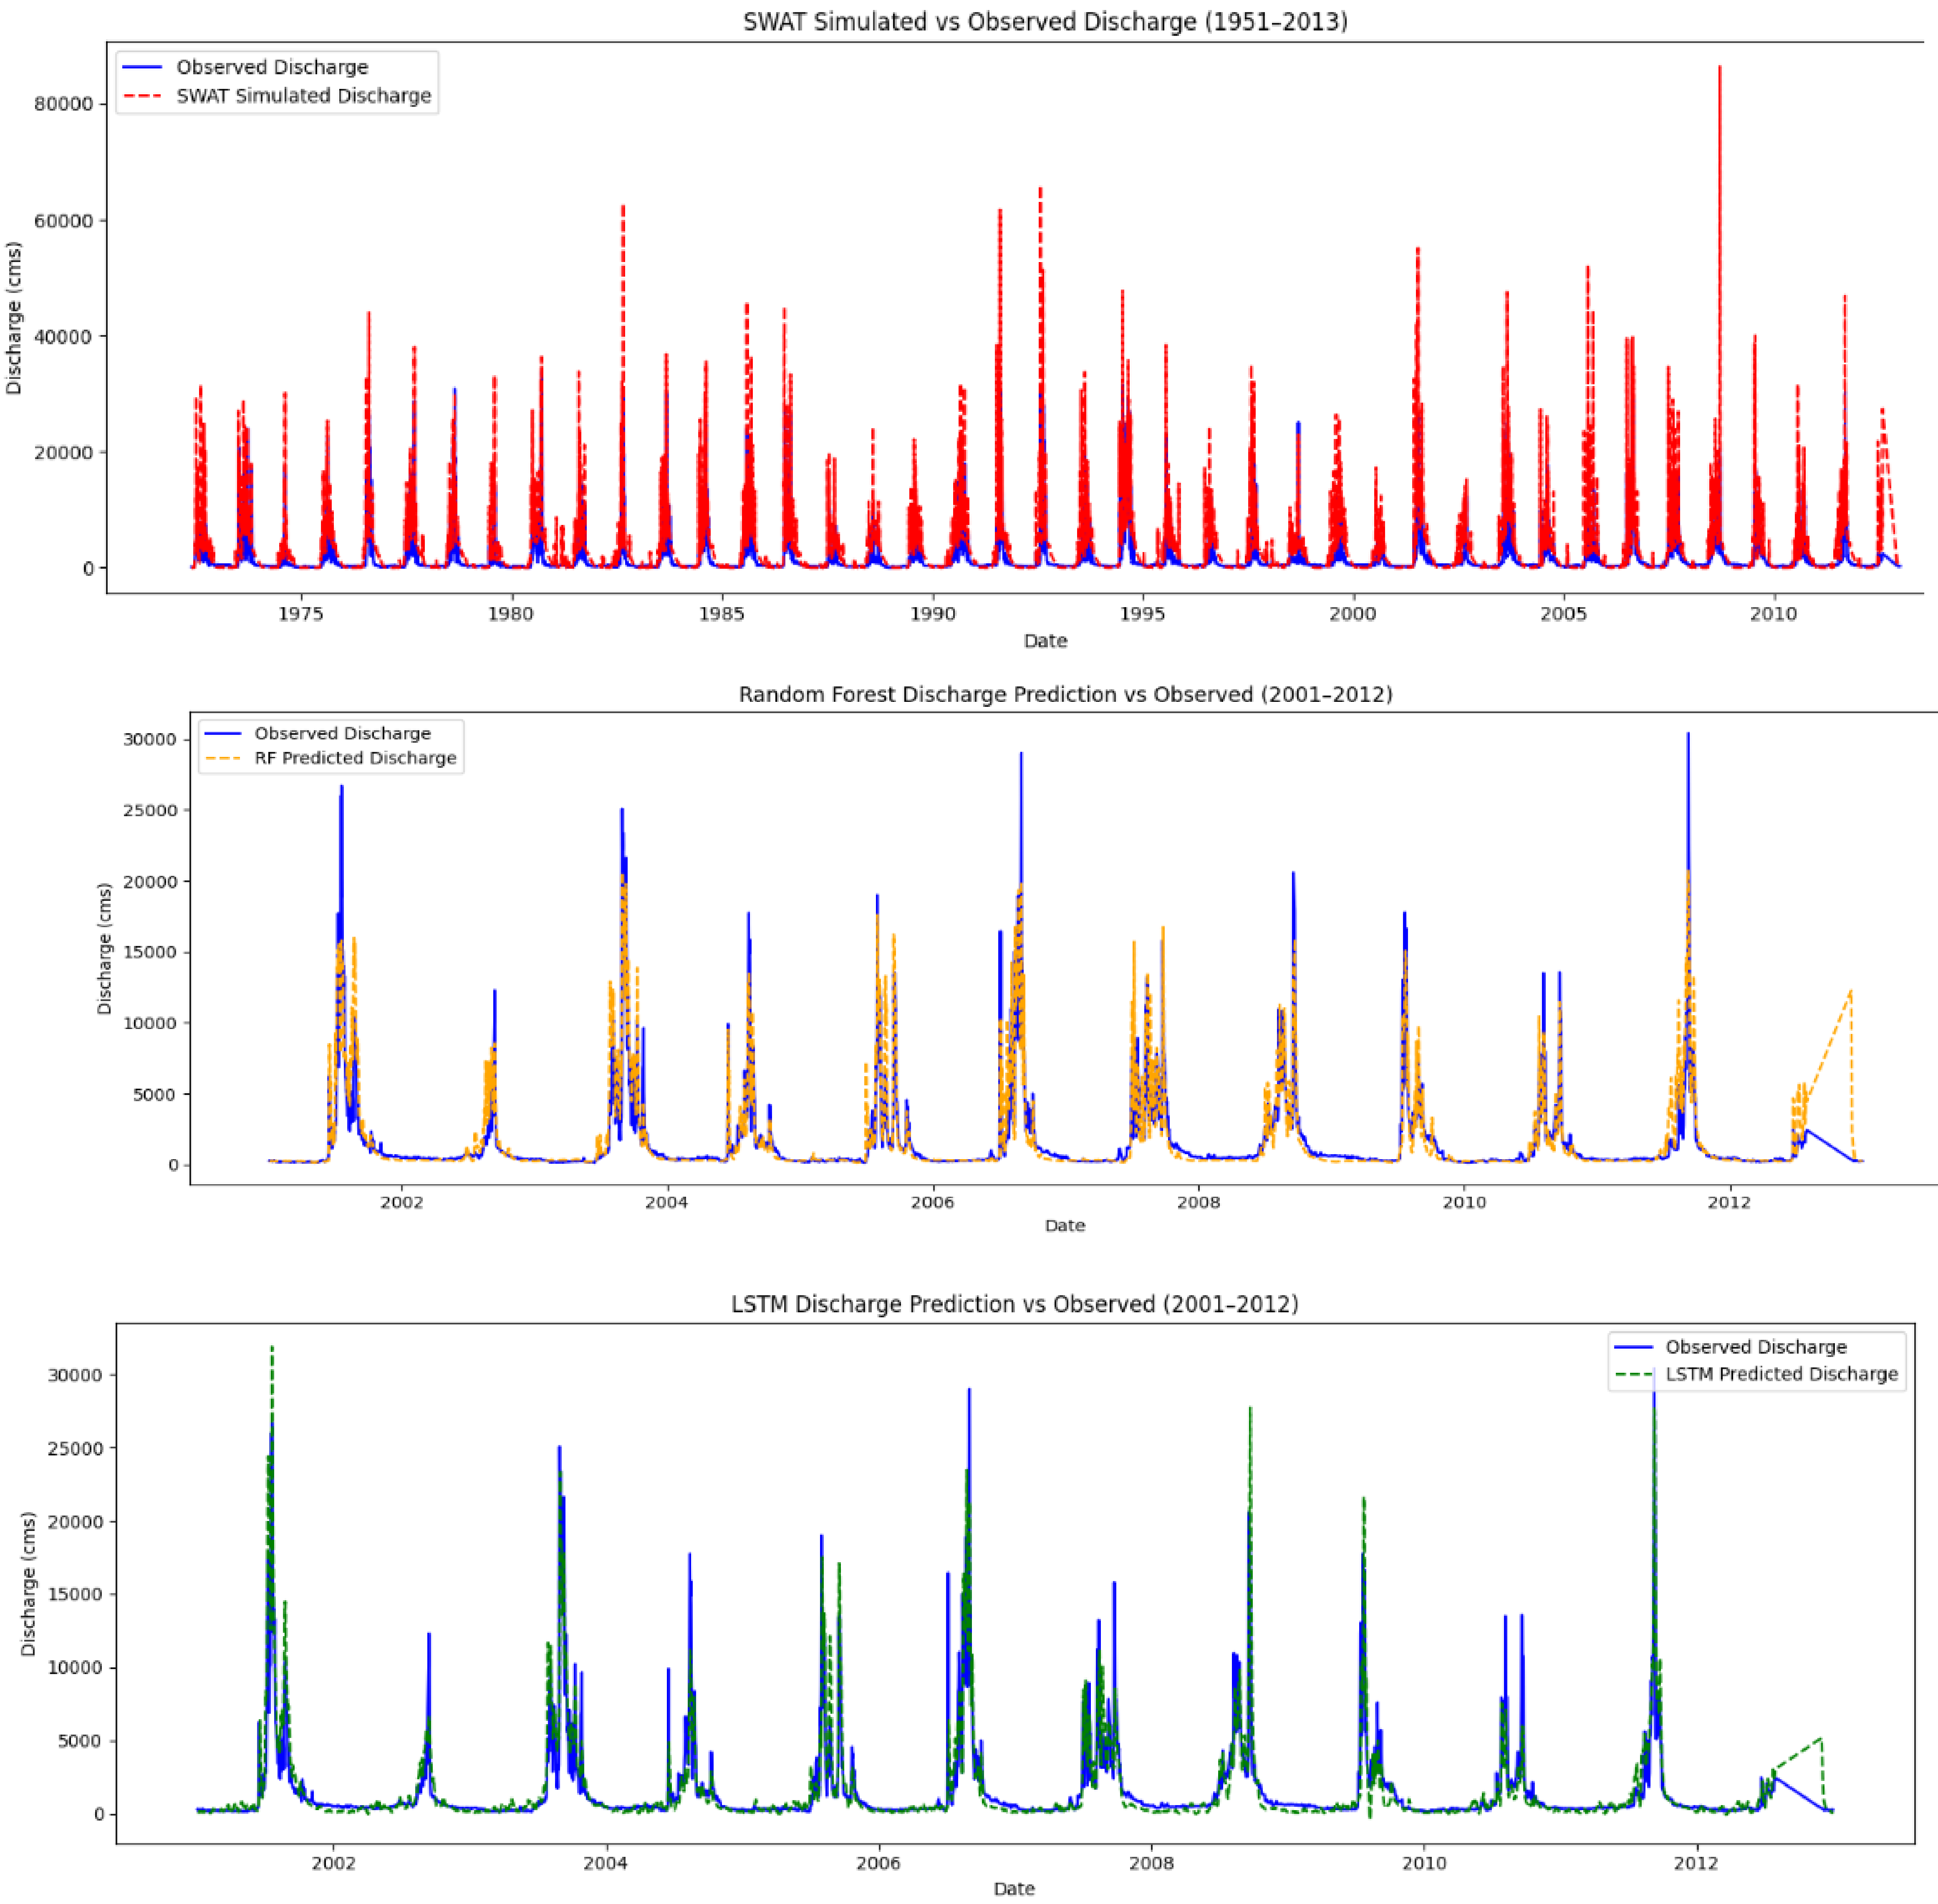 SWAT Simulated vs Observed Discharge (1951–2013)
Observed Discharge
SWAT Simulated Discharge
Discharge (cms)
80000
60000
40000
20000
0
1975 1980 1985 1990 1995 2000 2005 2010
Date
Random Forest Discharge Prediction vs Observed (2001–2012)
Observed Discharge
RF Predicted Discharge
Discharge (cms)
30000
25000
20000
15000
10000
5000
0
2002 2004 2006 2008 2010 2012
Date
LSTM Discharge Prediction vs Observed (2001–2012)
Observed Discharge
LSTM Predicted Discharge
Discharge (cms)
30000
25000
20000
15000
10000
5000
0
2002 2004 2006 2008 2010 2012
Date